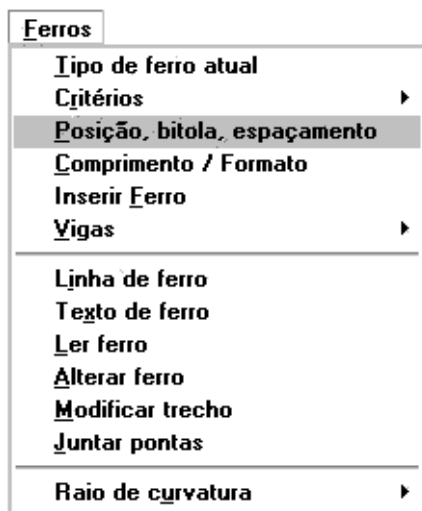 Ferros
Tipo de ferro atual
Critérios
Posição, bitola, espaçamento
Comprimento / Formato
Inserir Ferro
Vigas
Linha de ferro
Texto de ferro
Ler ferro
Alterar ferro
Modificar trecho
Juntar pontas
Raio de curvatura